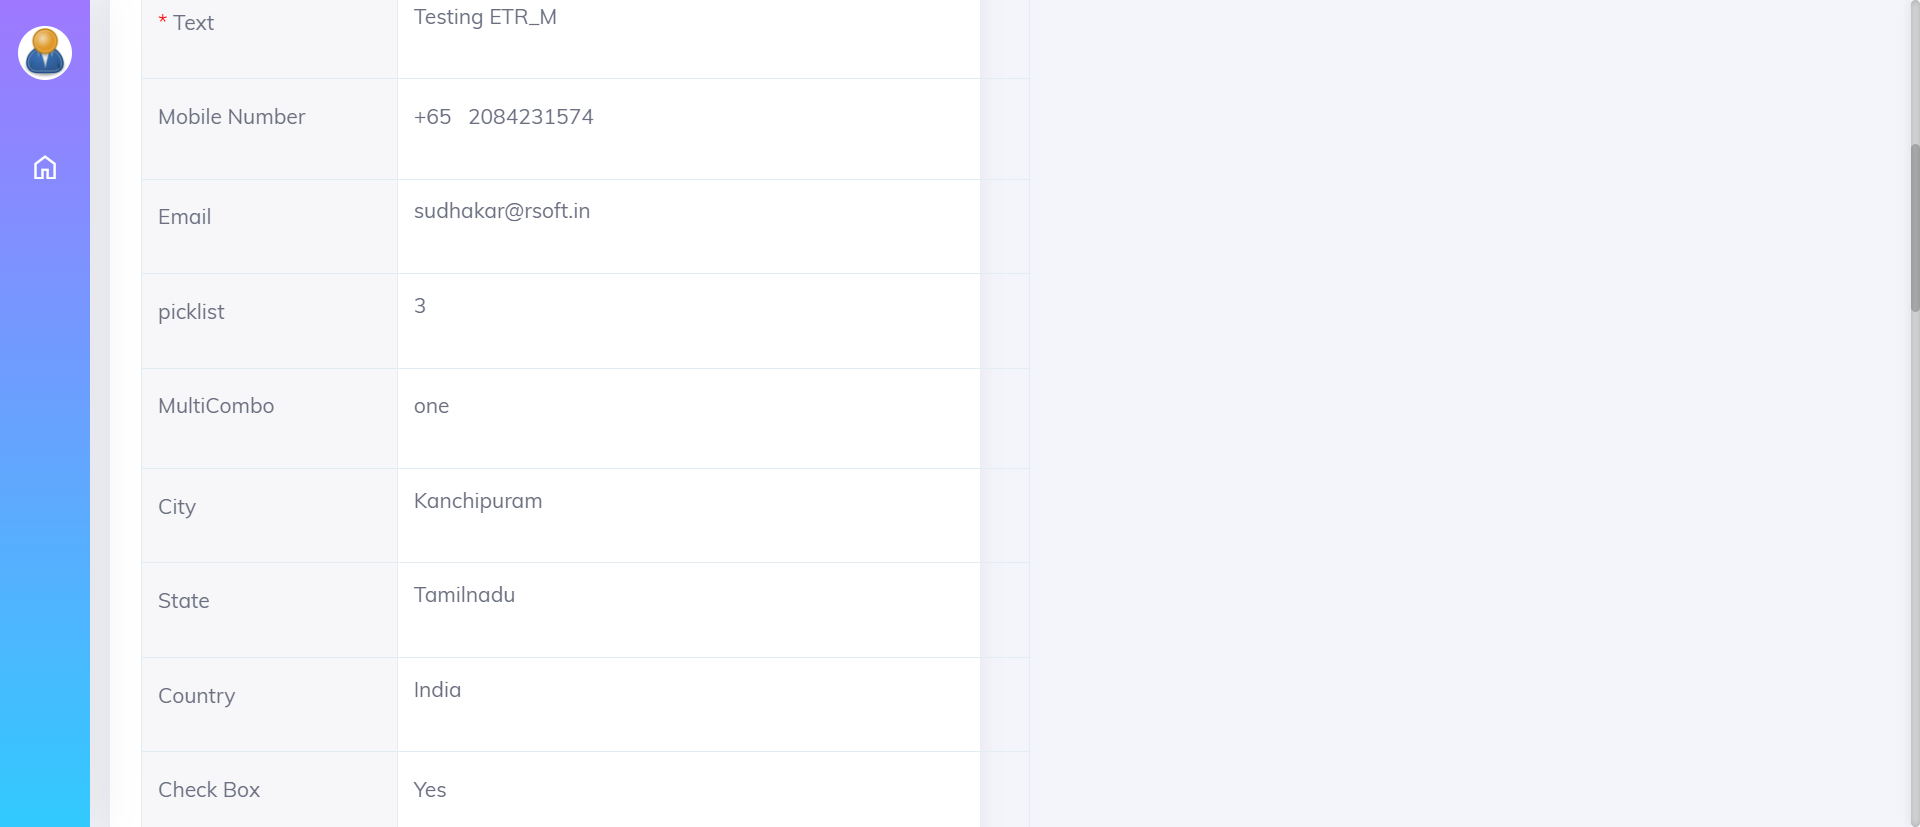 * Text Testing ETR_M
Mobile Number +65 2084231574
Email sudhakar@rsoft.in
picklist 3
MultiCombo one
City Kanchipuram
State Tamilnadu
Country India
Check Box Yes